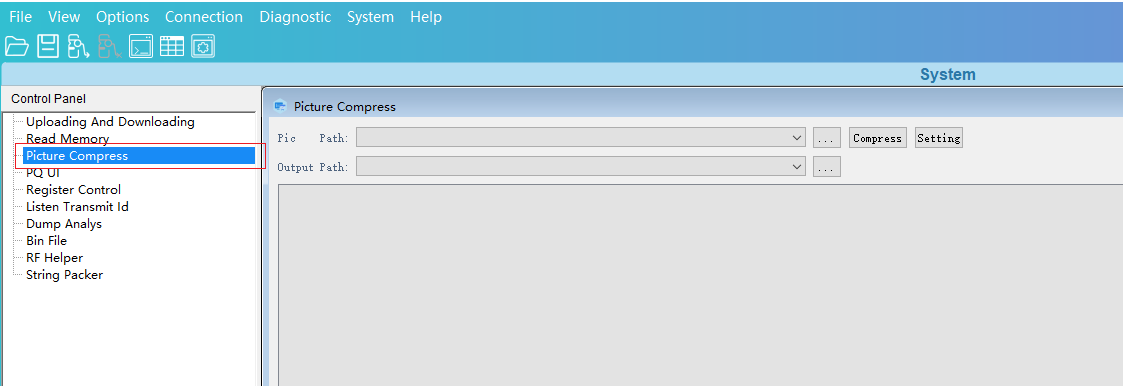 File View Options Connection Diagnostic System Help
System
Control Panel
Uploading And Downloading
Read Memory
Picture Compress
PQ UI
Register Control
Listen Transmit Id
Dump Analys
Bin File
RF Helper
String Packer
Picture Compress
Pic Path: ... Compress Setting
Output Path: ...